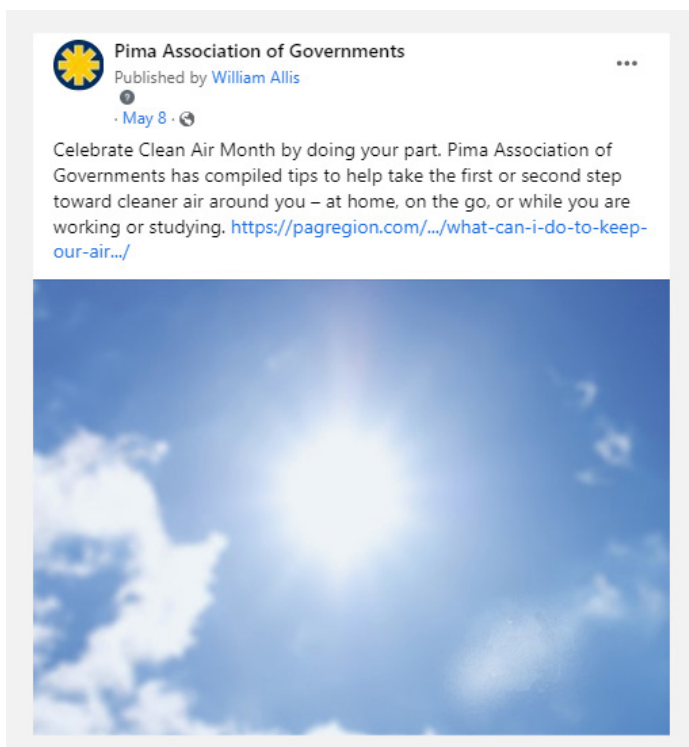 Pima Association of Governments
Published by William Allis
?
· May 8 ·
Celebrate Clean Air Month by doing your part. Pima Association of
Governments has compiled tips to help take the first or second step
toward cleaner air around you – at home, on the go, or while you are
working or studying. https://pagregion.com/.../what-can-i-do-to-keep-
our-air.../